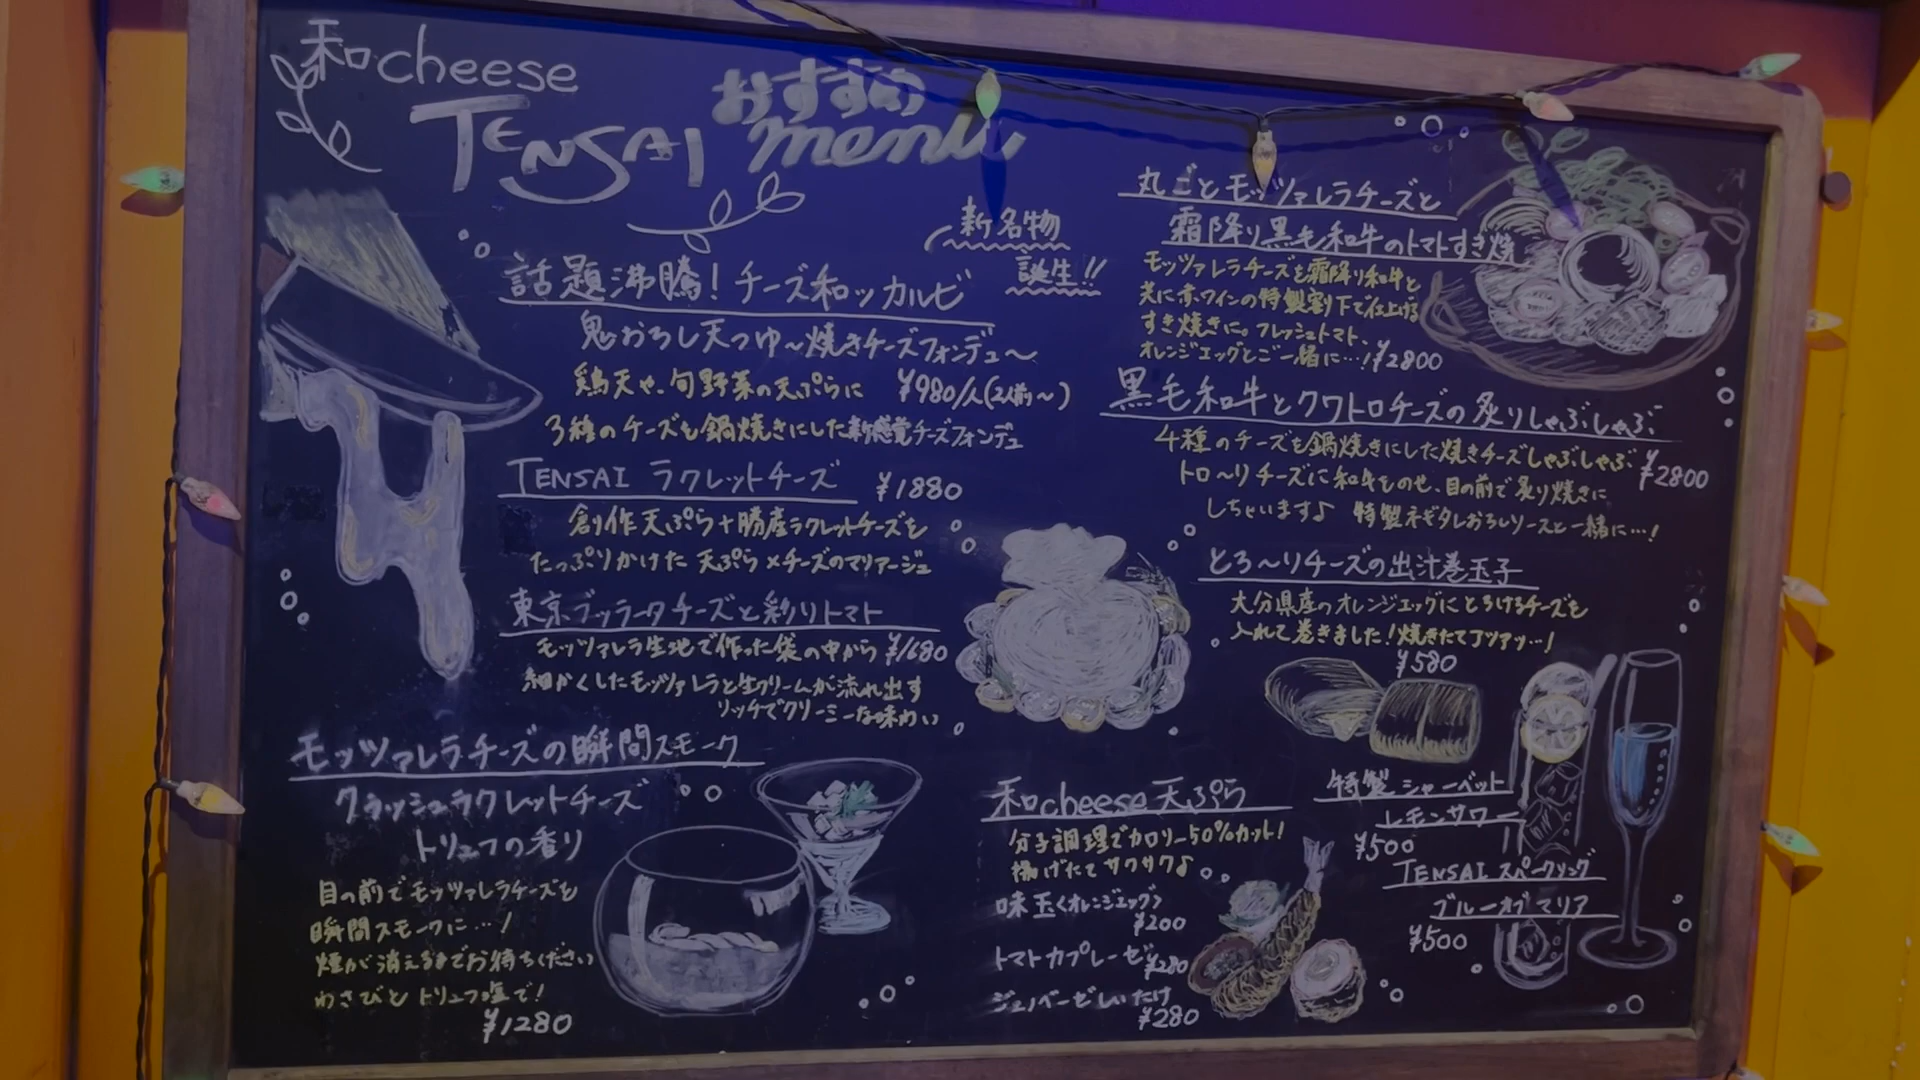 和cheese
TENSAI
おすすめ
menu
新名物
誕生!!
話題沸騰!チーズ和ッカルビ
鬼おろし天つゆ〜焼きチーズフォンデュ〜
鶏天や、旬野菜の天ぷらに ¥980/人(2人前〜)
3種のチーズを鍋焼きにした新感覚チーズフォンデュ
TENSAI ラクレットチーズ ¥1880
創作天ぷら+勝産ラクレットチーズを
たっぷりかけた 天ぷら×チーズのマリアージュ
東京ブッラータチーズと彩りトマト
モッツァレラ生地で作った袋の中から ¥1680
細かくしたモッツァレラと生クリームが流れ出す
リッチでクリーミーな味わい
モッツァレラチーズの瞬間スモーク
クラッシュラクレットチーズ
トリュフの香り
目の前でモッツァレラチーズを
瞬間スモークに…!
煙が消えるまでお待ちください
わさびとトリュフ塩で!
¥1280
丸ごとモッツァレラチーズと
霜降り黒毛和牛のトマトすき焼
モッツァレラチーズを霜降り和牛と
共に赤ワインの特製割下で仕上げる
すき焼きに。フレッシュトマト、
オレンジエッグとご一緒に…!¥2800
黒毛和牛とクワトロチーズの炙りしゃぶしゃぶ
4種のチーズを鍋焼きにした焼きチーズしゃぶしゃぶ ¥2800
トロ〜リチーズに和牛をのせ、目の前で炙り焼きに
しちゃいます♪ 特製ネギダレおろしソースと一緒に…!
とろ〜りチーズの出汁巻玉子
大分県産のオレンジエッグにとろけるチーズを
入れて巻きました!焼きたてアツアツ…!
¥580
和cheese天ぷら
分子調理でカロリー50%カット!
揚げたてサクサク♪
味玉<オレンジエッグ>
¥200
トマトカプレーゼ ¥280
ジェノベーゼしいたけ
¥280
特製シャーベット
レモンサワー
¥500
TENSAI スパークリング
ブルーオブマリア
¥500